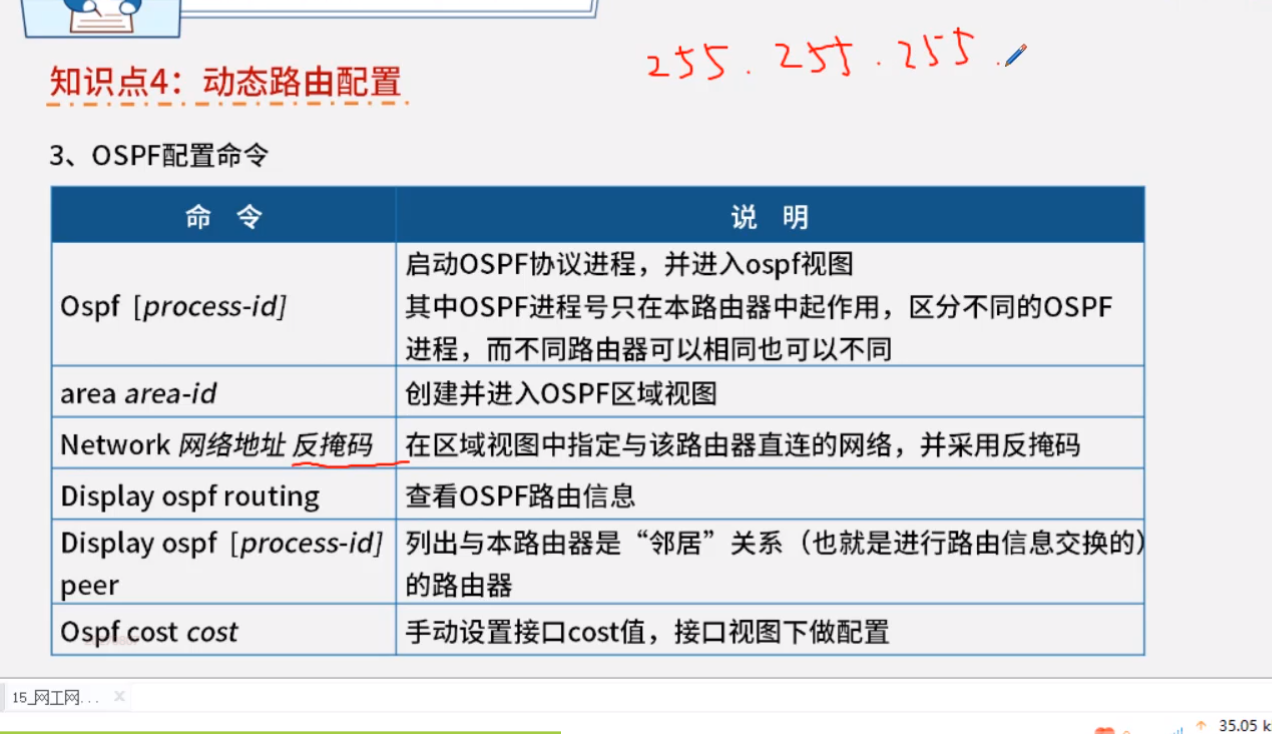 255.255.255.
知识点4：动态路由配置
3、OSPF配置命令
命 令 说 明
Ospf [process-id]
启动OSPF协议进程，并进入ospf视图
其中OSPF进程号只在本路由器中起作用，区分不同的OSPF
进程，而不同路由器可以相同也可以不同
area area-id 创建并进入OSPF区域视图
Network 网络地址 反掩码 在区域视图中指定与该路由器直连的网络，并采用反掩码
Display ospf routing 查看OSPF路由信息
Display ospf [process-id]
peer
列出与本路由器是“邻居”关系（也就是进行路由信息交换的）
的路由器
Ospf cost cost 手动设置接口cost值，接口视图下做配置
15_网工网... ×
35.05 k